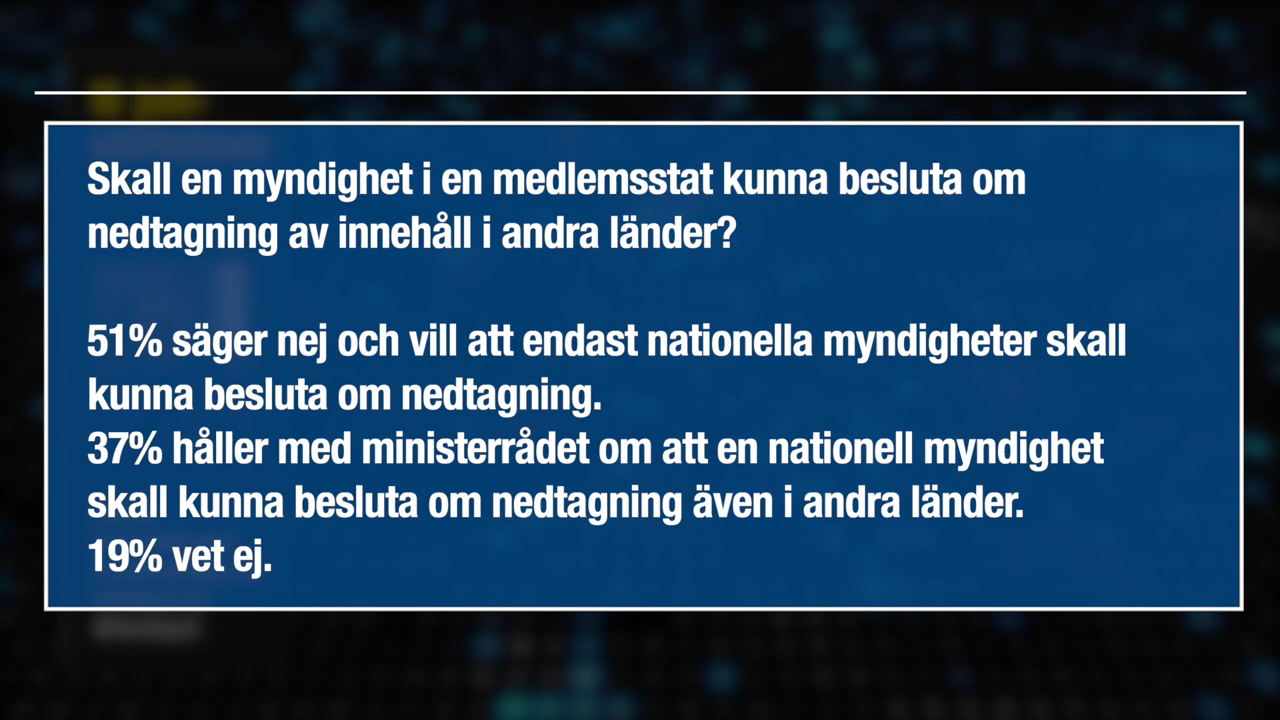 Skall en myndighet i en medlemsstat kunna besluta om
nedtagning av innehåll i andra länder?
51% säger nej och vill att endast nationella myndigheter skall
kunna besluta om nedtagning.
37% håller med ministerrådet om att en nationell myndighet
skall kunna besluta om nedtagning även i andra länder.
19% vet ej.